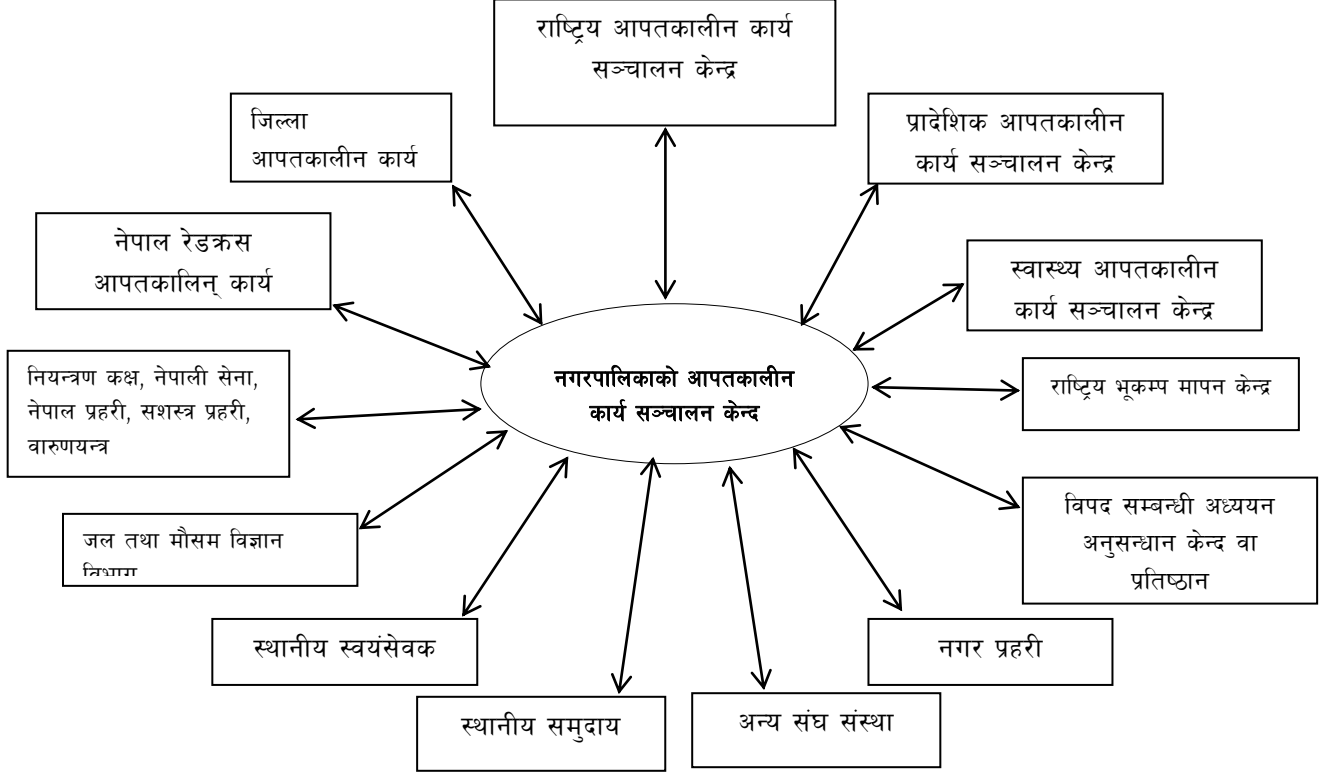 राष्ट्रिय आपतकालीन कार्य
सञ्चालन केन्द्र
जिल्ला
आपतकालीन कार्य
प्रादेशिक आपतकालीन
कार्य सञ्चालन केन्द्र
नेपाल रेडक्रस
आपतकालिन् कार्य
स्वास्थ्य आपतकालीन
कार्य सञ्चालन केन्द्र
नियन्त्रण कक्ष, नेपाली सेना,
नेपाल प्रहरी, सशस्त्र प्रहरी,
वारुणयन्त्र
नगरपालिकाको आपतकालीन
कार्य सञ्चालन केन्द
राष्ट्रिय भूकम्प मापन केन्द्र
जल तथा मौसम विज्ञान
विभाग
विपद सम्बन्धी अध्ययन
अनुसन्धान केन्द वा
प्रतिष्ठान
स्थानीय स्वयंसेवक
नगर प्रहरी
स्थानीय समुदाय
अन्य संघ संस्था